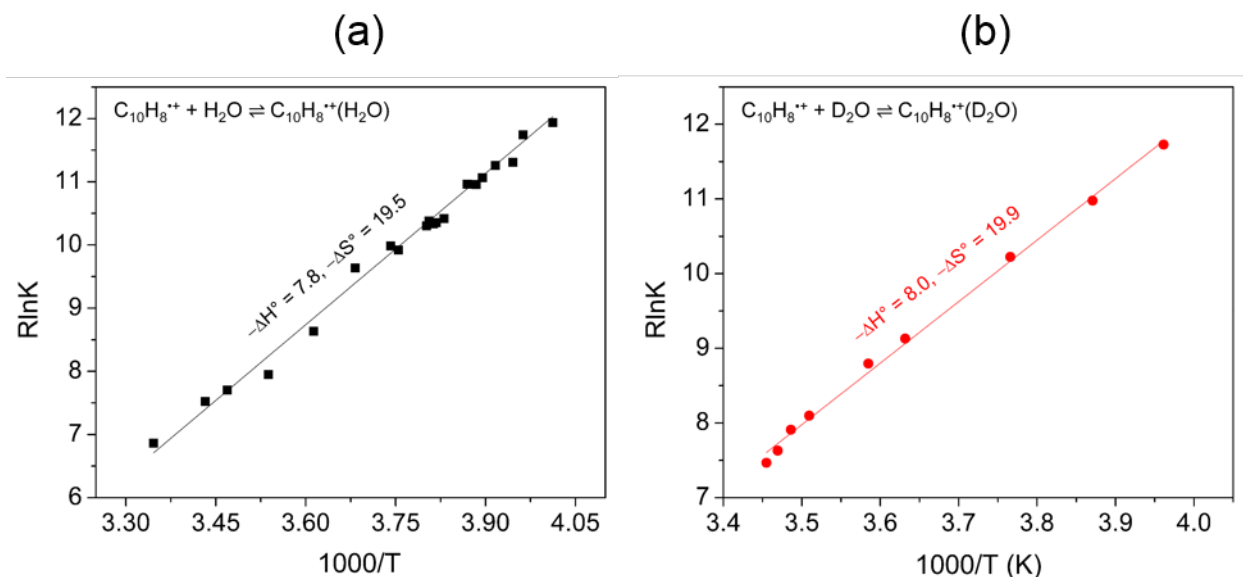 (a)
(b)
C₁₀H₈•⁺ + H₂O ⇌ C₁₀H₈•⁺(H₂O)
−ΔH° = 7.8, −ΔS° = 19.5
RlnK
12
11
10
9
8
7
6
3.30 3.45 3.60 3.75 3.90 4.05
1000/T
C₁₀H₈•⁺ + D₂O ⇌ C₁₀H₈•⁺(D₂O)
−ΔH° = 8.0, −ΔS° = 19.9
RlnK
12
11
10
9
8
7
3.4 3.5 3.6 3.7 3.8 3.9 4.0
1000/T (K)